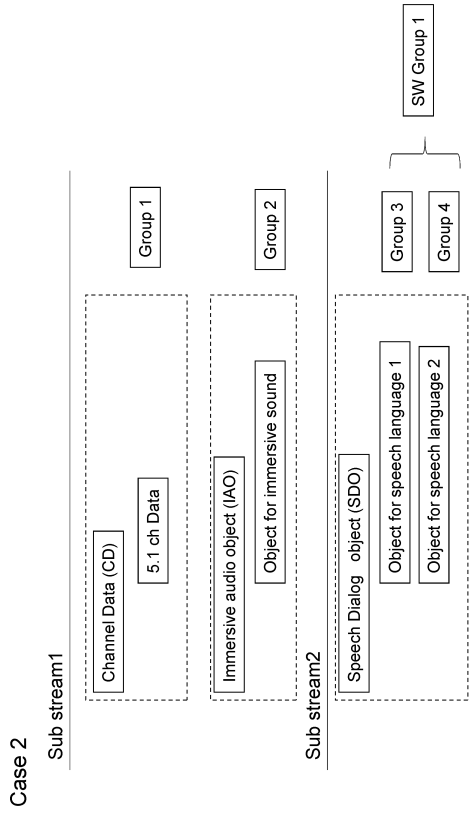 Case 2
Sub stream1
Channel Data (CD)
5.1 ch Data
Group 1
Immersive audio object (IAO)
Object for immersive sound
Group 2
Sub stream2
Speech Dialog object (SDO)
Object for speech language 1
Group 3
Object for speech language 2
Group 4
SW Group 1